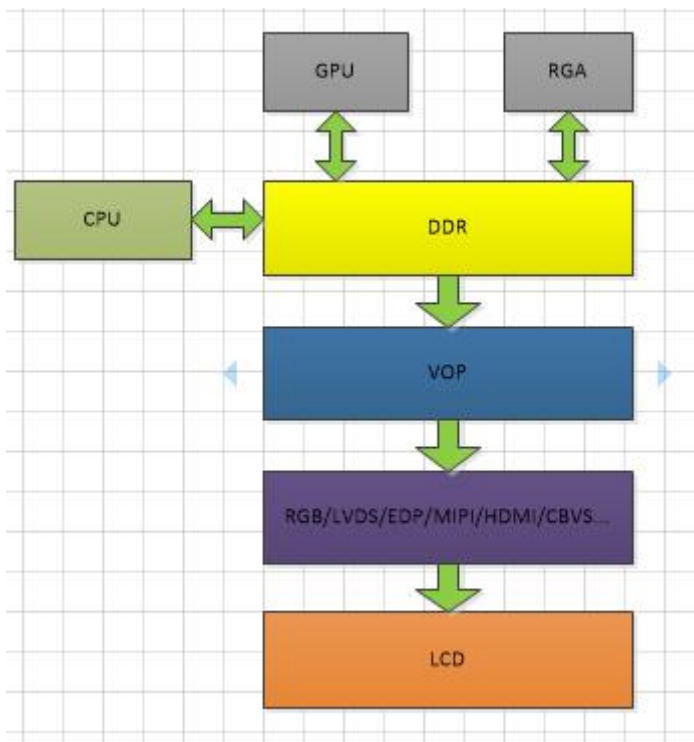 GPU
RGA
CPU
DDR
VOP
RGB/LVDS/EDP/MIPI/HDMI/CBVS...
LCD